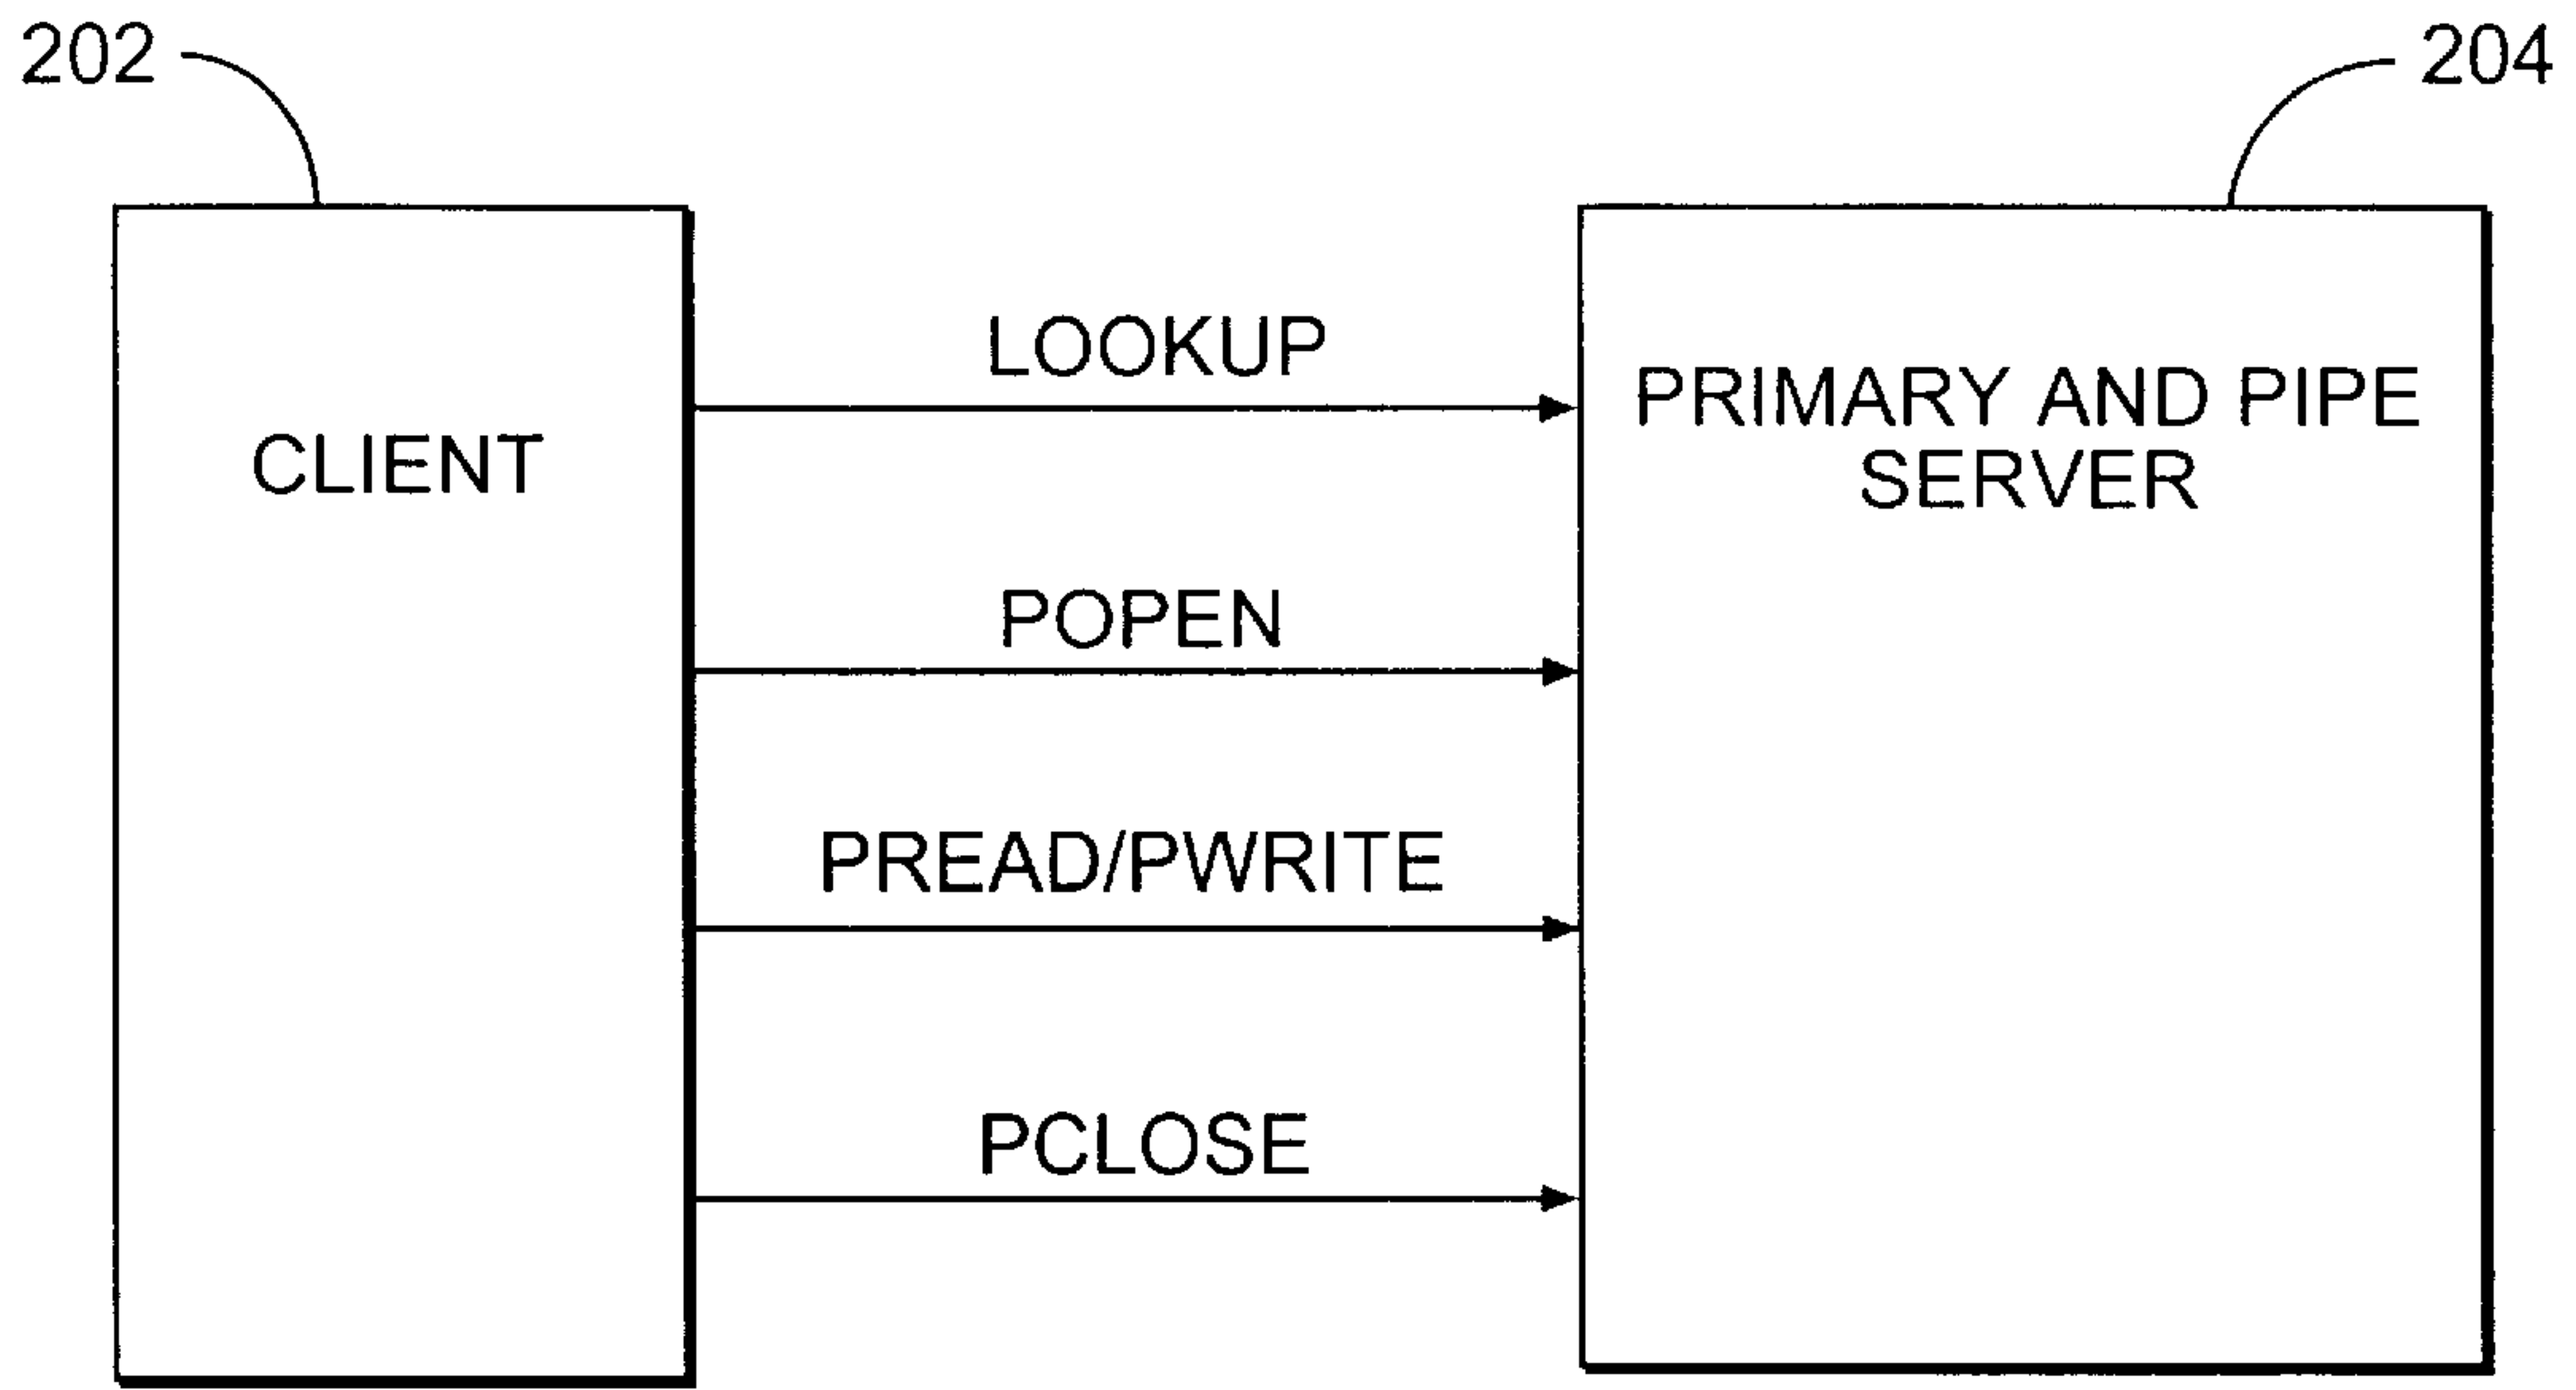 202
204
LOOKUP
PRIMARY AND PIPE
SERVER
CLIENT
POPEN
PREAD/PWRITE
PCLOSE